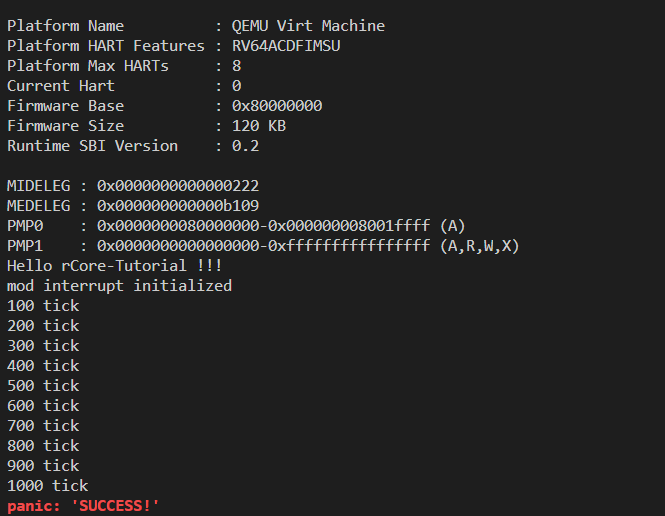 Platform Name          : QEMU Virt Machine
Platform HART Features : RV64ACDFIMSU
Platform Max HARTs     : 8
Current Hart           : 0
Firmware Base          : 0x80000000
Firmware Size          : 120 KB
Runtime SBI Version    : 0.2

MIDELEG : 0x0000000000000222
MEDELEG : 0x000000000000b109
PMP0    : 0x0000000080000000-0x000000008001ffff (A)
PMP1    : 0x0000000000000000-0xffffffffffffffff (A,R,W,X)
Hello rCore-Tutorial !!!
mod interrupt initialized
100 tick
200 tick
300 tick
400 tick
500 tick
600 tick
700 tick
800 tick
900 tick
1000 tick
panic: 'SUCCESS!'